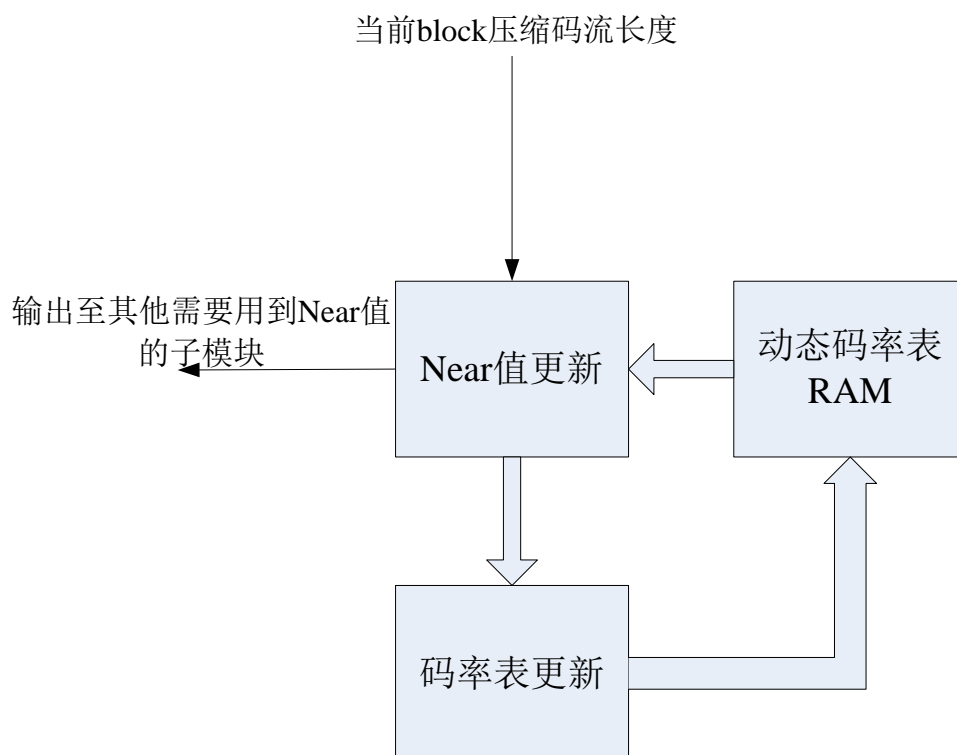 当前block压缩码流长度
输出至其他需要用到Near值
的子模块
Near值更新
动态码率表
RAM
码率表更新